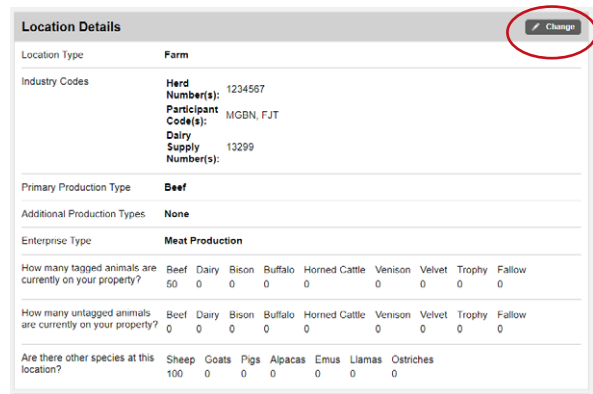 Location Details
Change
Location Type Farm
Industry Codes Herd Number(s): 1234567
Participant Code(s): MGBN, FJT
Dairy Supply Number(s): 13299
Primary Production Type Beef
Additional Production Types None
Enterprise Type Meat Production
How many tagged animals are currently on your property?
Beef Dairy Bison Buffalo Horned Cattle Venison Velvet Trophy Fallow
50 0 0 0 0 0 0 0 0
How many untagged animals are currently on your property?
Beef Dairy Bison Buffalo Horned Cattle Venison Velvet Trophy Fallow
0 0 0 0 0 0 0 0 0
Are there other species at this location?
Sheep Goats Pigs Alpacas Emus Llamas Ostriches
100 0 0 0 0 0 0